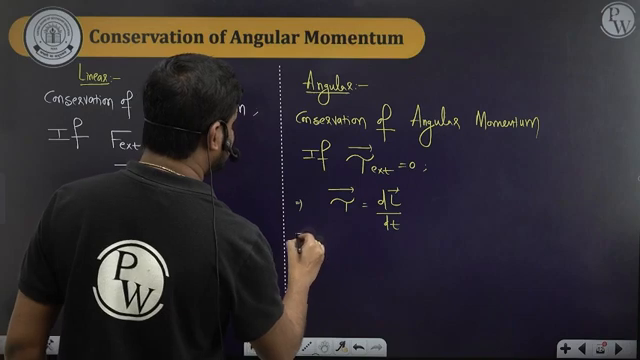 Conservation of Angular Momentum
Linear:-
Conservation of
If F ext
Angular:-
Conservation of Angular Momentum
If τ ext = 0 ;
⇒ τ = dL/dt
PW
PW